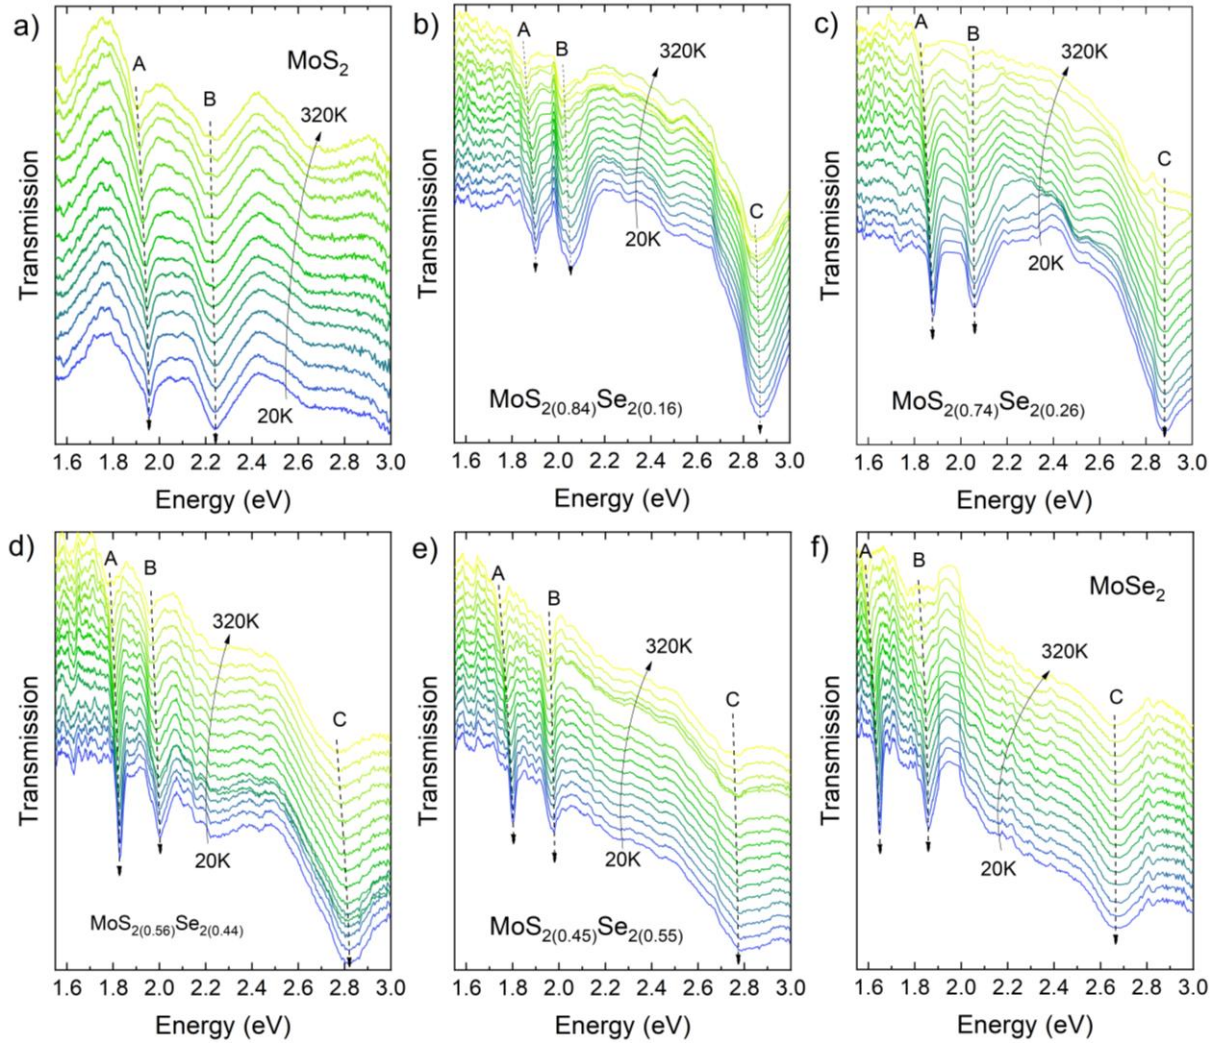 a)
MoS2
A
B
320K
20K
Transmission
1.6 1.8 2.0 2.2 2.4 2.6 2.8 3.0
Energy (eV)
b)
A
B
320K
20K
C
MoS2(0.84)Se2(0.16)
Transmission
1.6 1.8 2.0 2.2 2.4 2.6 2.8 3.0
Energy (eV)
c)
A
B
320K
20K
C
MoS2(0.74)Se2(0.26)
Transmission
1.6 1.8 2.0 2.2 2.4 2.6 2.8 3.0
Energy (eV)
d)
A
B
320K
20K
C
MoS2(0.56)Se2(0.44)
Transmission
1.6 1.8 2.0 2.2 2.4 2.6 2.8 3.0
Energy (eV)
e)
A
B
320K
20K
C
MoS2(0.45)Se2(0.55)
Transmission
1.6 1.8 2.0 2.2 2.4 2.6 2.8 3.0
Energy (eV)
f)
A
B
MoSe2
320K
20K
C
Transmission
1.6 1.8 2.0 2.2 2.4 2.6 2.8 3.0
Energy (eV)